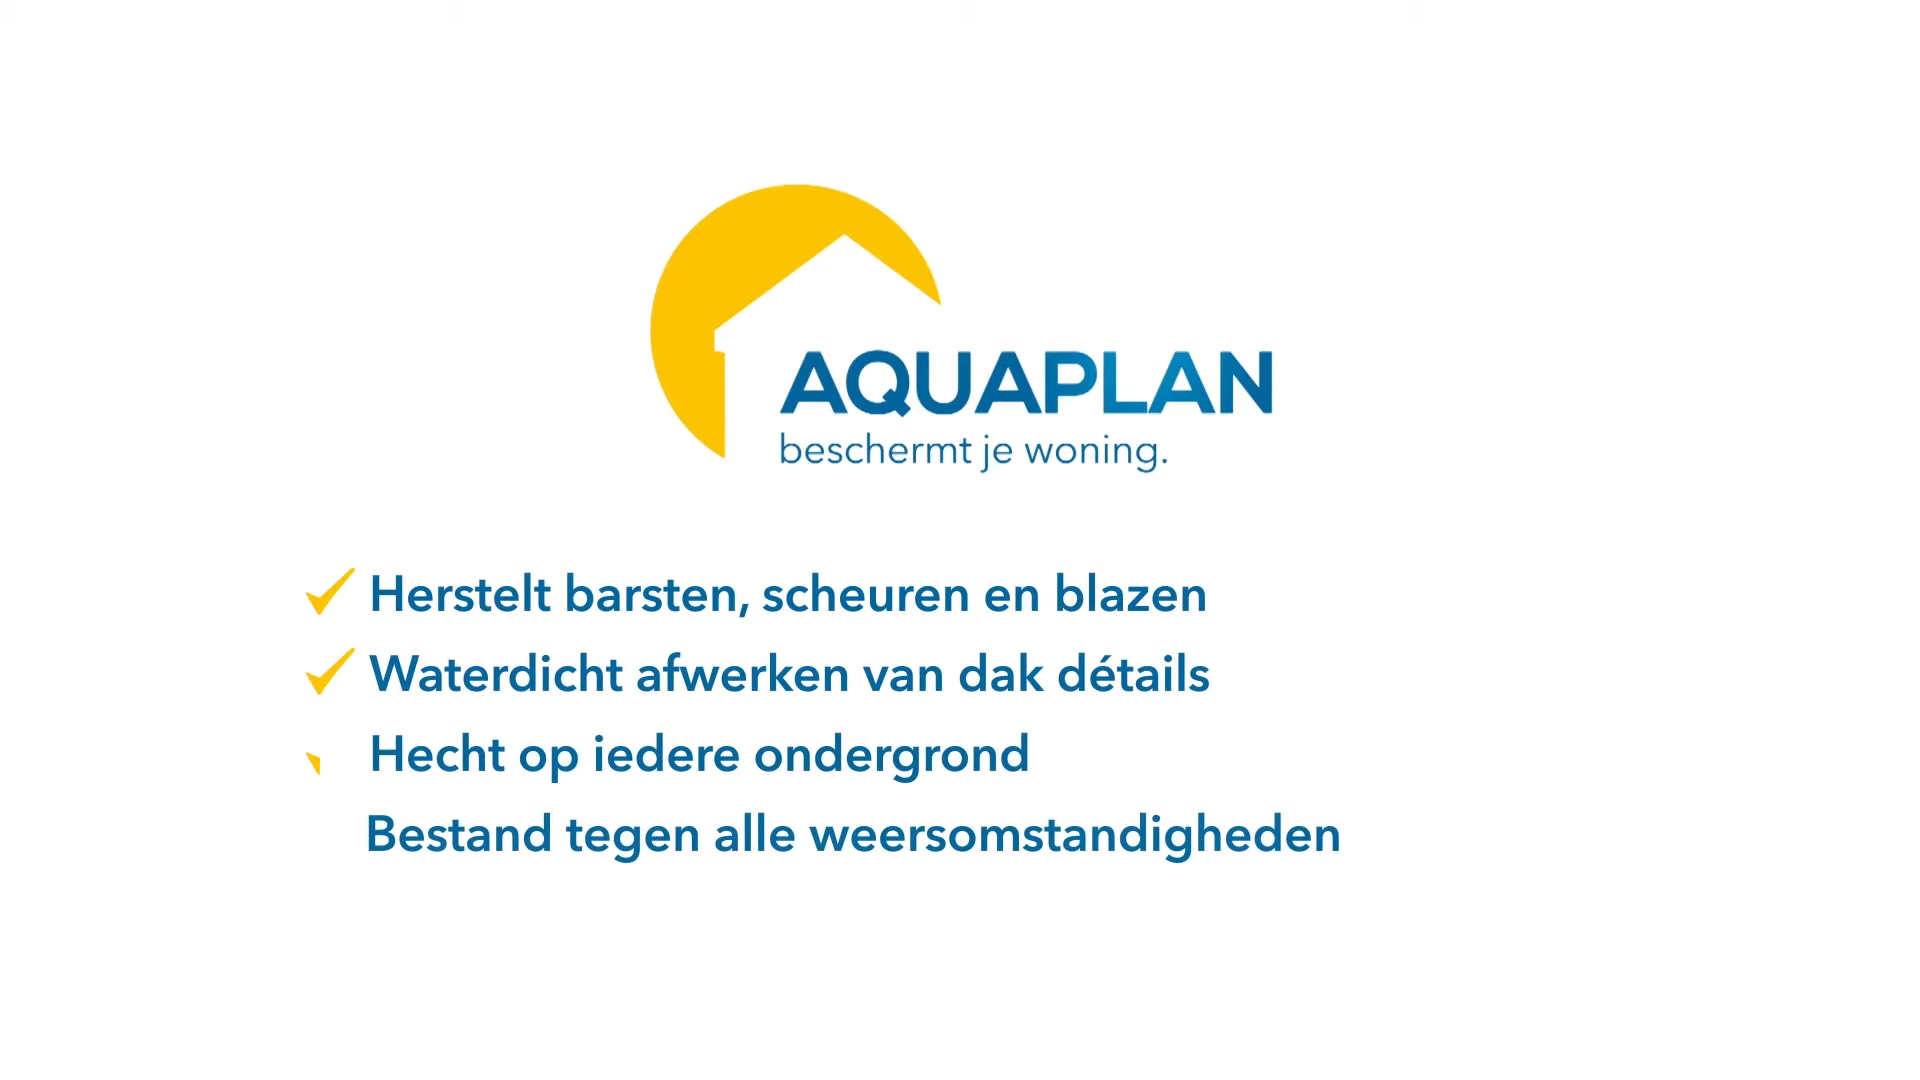 AQUAPLAN
beschermt je woning.
Herstelt barsten, scheuren en blazen
Waterdicht afwerken van dak détails
Hecht op iedere ondergrond
Bestand tegen alle weersomstandigheden